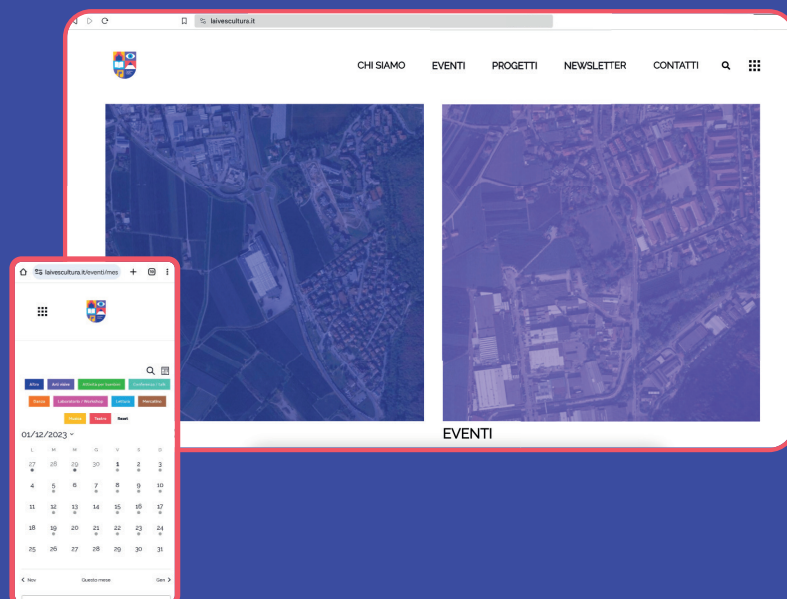 laivescultura.it
CHI SIAMO EVENTI PROGETTI NEWSLETTER CONTATTI
EVENTI
laivescultura.it/eventi/mes
Altro Arti visive Attività per bambini Conferenza / talk
Danza Laboratorio / Workshop Lettura Mercatino
Musica Teatro Reset
01/12/2023
L M M G V S D
27 28 29 30 1 2 3
4 5 6 7 8 9 10
11 12 13 14 15 16 17
18 19 20 21 22 23 24
25 26 27 28 29 30 31
Nov Questo mese Gen